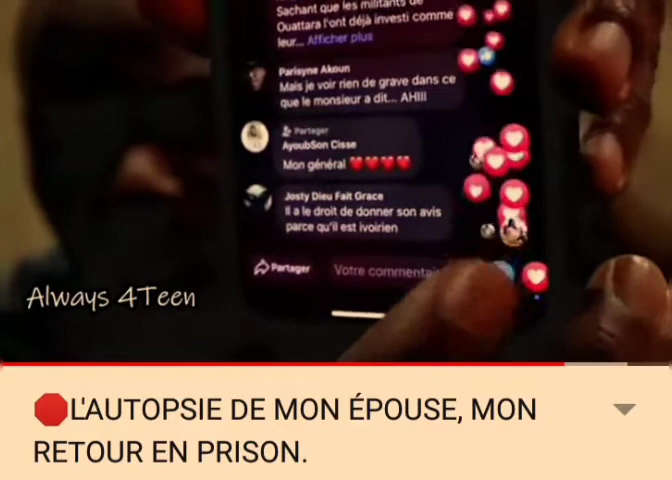 Sachant que les militants de
Ouattara l'ont déjà investi comme
leur... Afficher plus
Parisyne Akoun
Mais je voir rien de grave dans ce
que le monsieur a dit... AHIII
Partager
AyoubSon Cisse
Mon général ❤❤❤❤
Josty Dieu Fait Grace
Il a le droit de donner son avis
parce qu'il est ivoirien
Partager Votre commentai
Always 4Teen
🛑L'AUTOPSIE DE MON ÉPOUSE, MON
RETOUR EN PRISON.